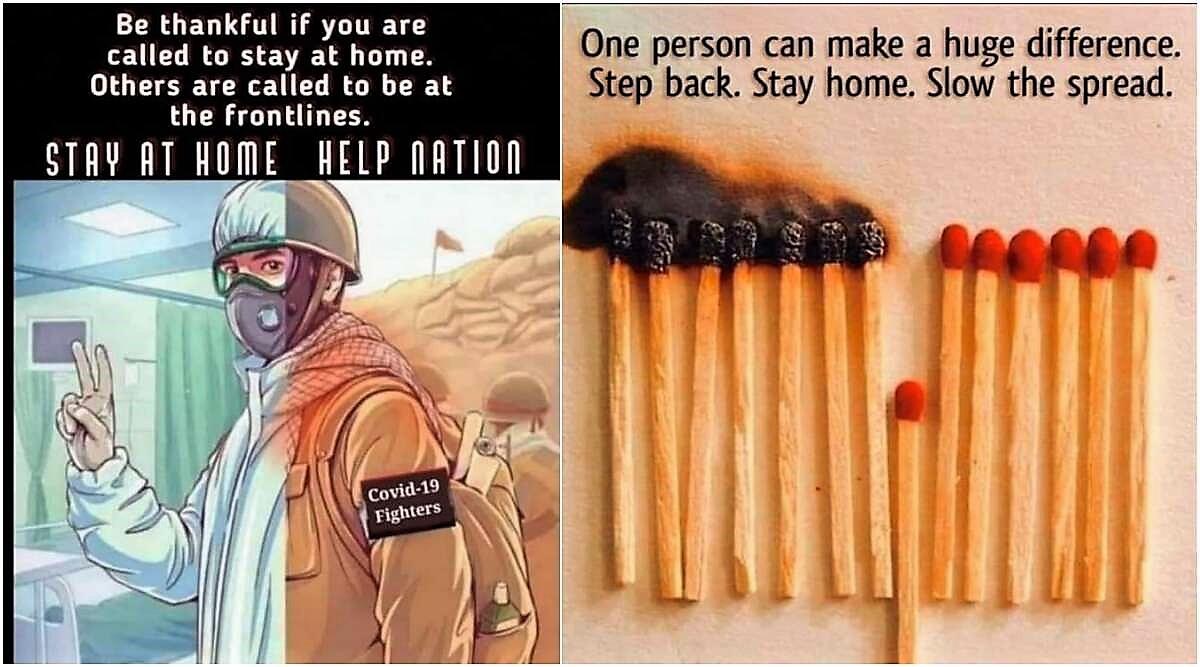 Be thankful if you are
called to stay at home.
Others are called to be at
the frontlines.
STAY AT HOME HELP NATION
Covid-19
Fighters
One person can make a huge difference.
Step back. Stay home. Slow the spread.